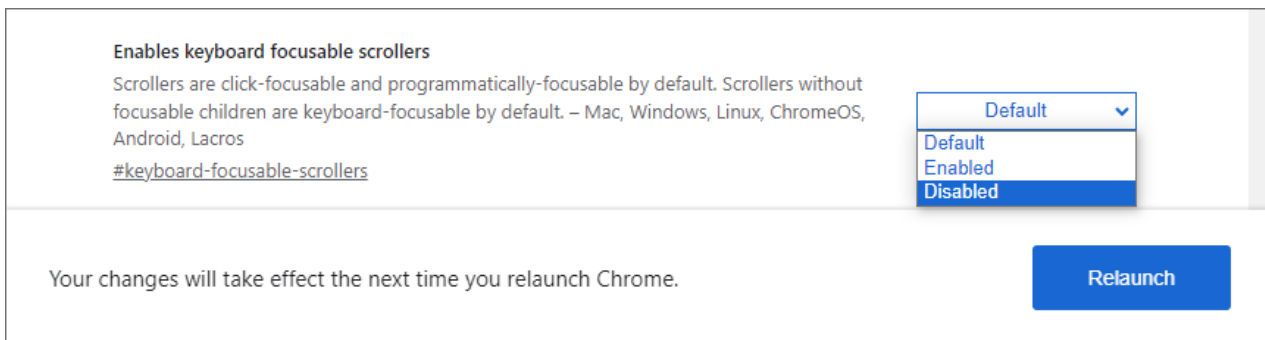 Enables keyboard focusable scrollers
Scrollers are click-focusable and programmatically-focusable by default. Scrollers without
focusable children are keyboard-focusable by default. – Mac, Windows, Linux, ChromeOS,
Android, Lacros
#keyboard-focusable-scrollers
Default
Default
Enabled
Disabled
Your changes will take effect the next time you relaunch Chrome.
Relaunch